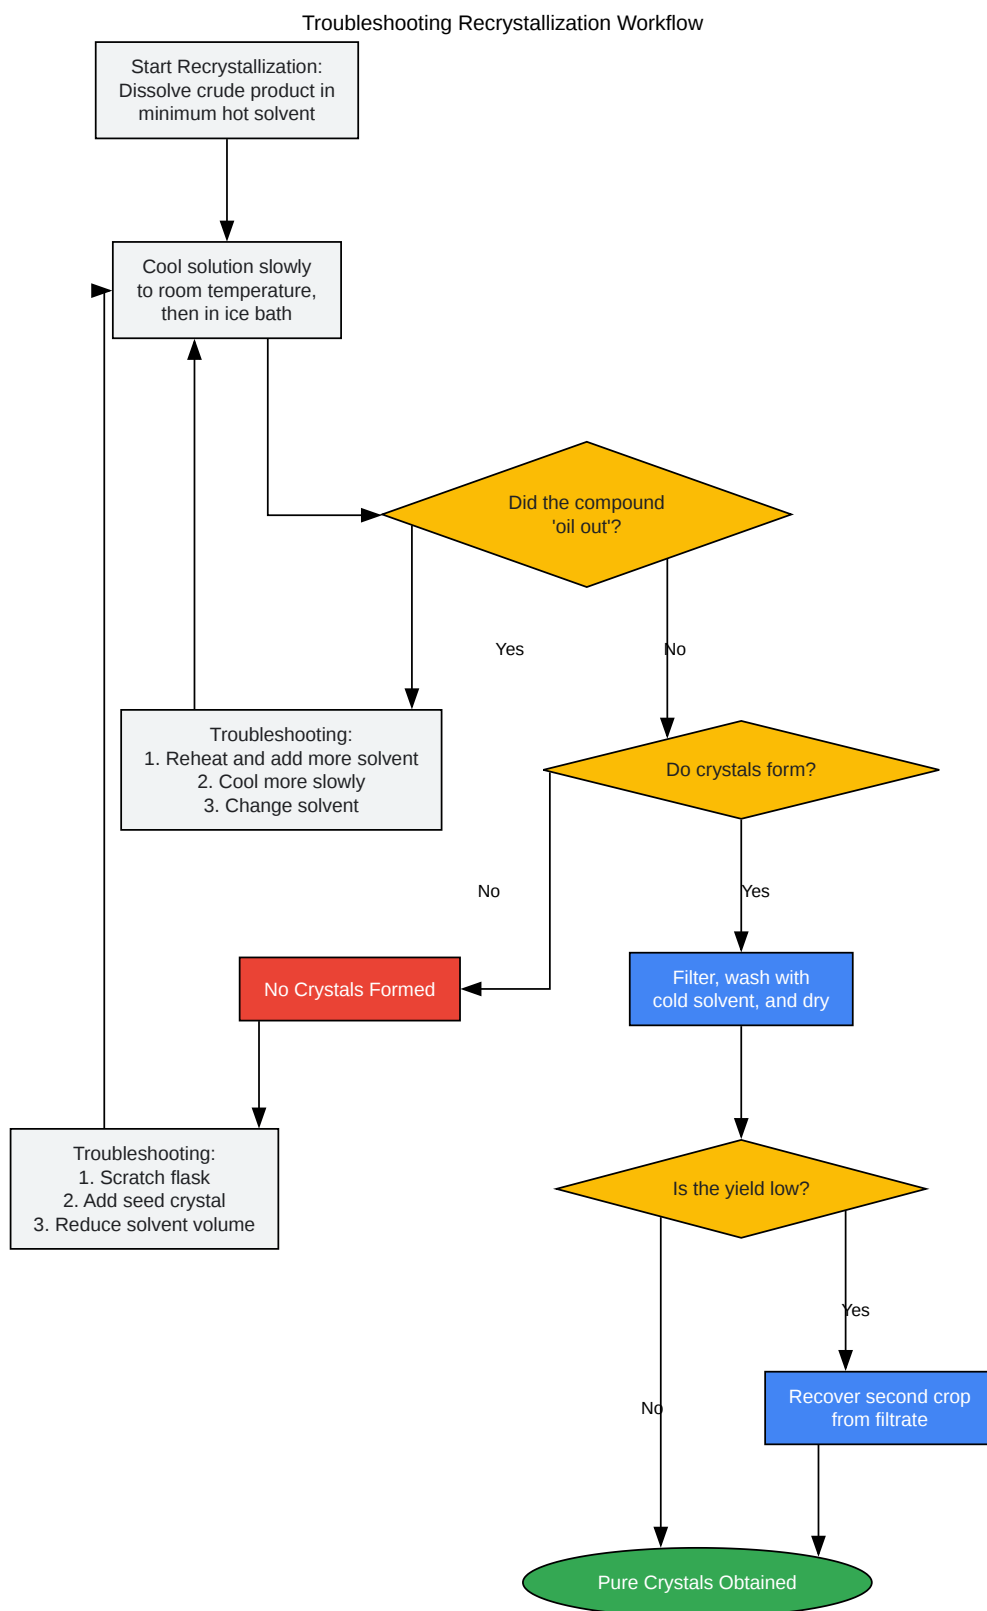 Troubleshooting Recrystallization Workflow
Start Recrystallization:
Dissolve crude product in
minimum hot solvent
Cool solution slowly
to room temperature,
then in ice bath
Did the compound
'oil out'?
Yes
No
Troubleshooting:
1. Reheat and add more solvent
2. Cool more slowly
3. Change solvent
Do crystals form?
No
Yes
No Crystals Formed
Filter, wash with
cold solvent, and dry
Troubleshooting:
1. Scratch flask
2. Add seed crystal
3. Reduce solvent volume
Is the yield low?
Yes
No
Recover second crop
from filtrate
Pure Crystals Obtained